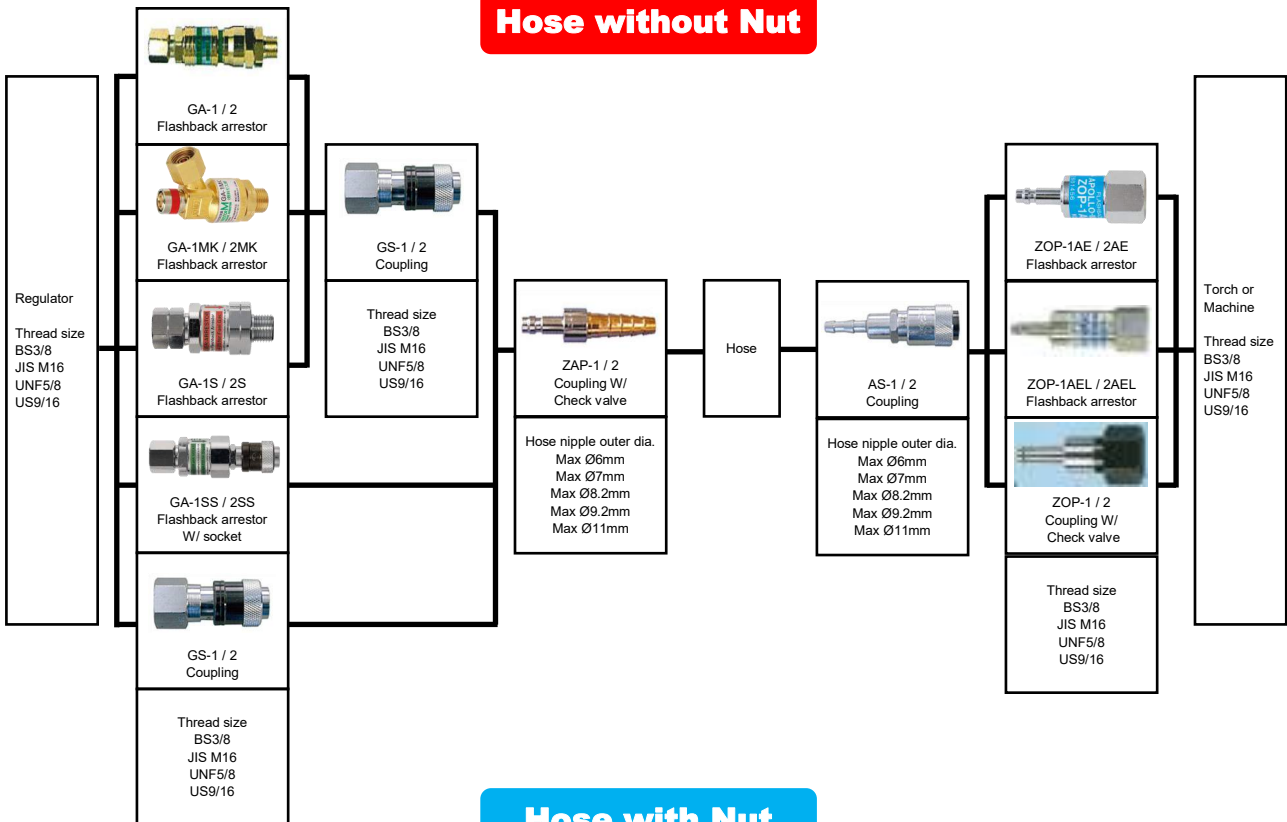 Hose without Nut
Regulator
Thread size
BS3/8
JIS M16
UNF5/8
US9/16
GA-1 / 2
Flashback arrestor
GA-1MK / 2MK
Flashback arrestor
GA-1S / 2S
Flashback arrestor
GA-1SS / 2SS
Flashback arrestor
W/ socket
GS-1 / 2
Coupling
Thread size
BS3/8
JIS M16
UNF5/8
US9/16
GS-1 / 2
Coupling
Thread size
BS3/8
JIS M16
UNF5/8
US9/16
ZAP-1 / 2
Coupling W/
Check valve
Hose nipple outer dia.
Max Ø6mm
Max Ø7mm
Max Ø8.2mm
Max Ø9.2mm
Max Ø11mm
Hose
AS-1 / 2
Coupling
Hose nipple outer dia.
Max Ø6mm
Max Ø7mm
Max Ø8.2mm
Max Ø9.2mm
Max Ø11mm
APOLLO
ZOP-1A
ZOP-1AE / 2AE
Flashback arrestor
ZOP-1AEL / 2AEL
Flashback arrestor
ZOP-1 / 2
Coupling W/
Check valve
Thread size
BS3/8
JIS M16
UNF5/8
US9/16
Torch or
Machine
Thread size
BS3/8
JIS M16
UNF5/8
US9/16
Hose with Nut